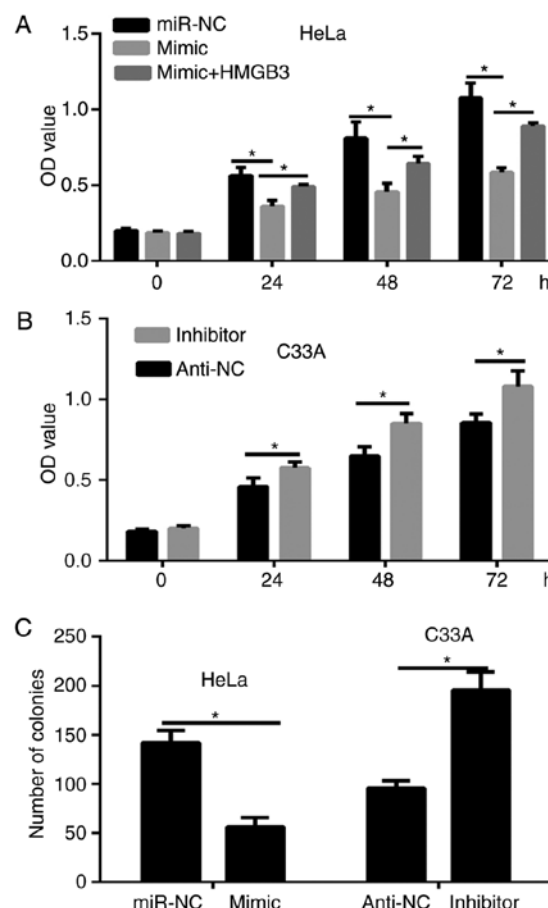 A
HeLa
miR-NC
Mimic
Mimic+HMGB3
OD value
1.5
1.0
0.5
0.0
* * * * * *
0 24 48 72 h
B
C33A
Inhibitor
Anti-NC
OD value
1.5
1.0
0.5
0.0
* * *
0 24 48 72 h
C
C33A
HeLa
Number of colonies
250
200
150
100
50
0
* *
miR-NC Mimic Anti-NC Inhibitor